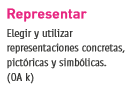 Representar
Elegir y utilizar
representaciones concretas,
pictóricas y simbólicas.
(OA k)